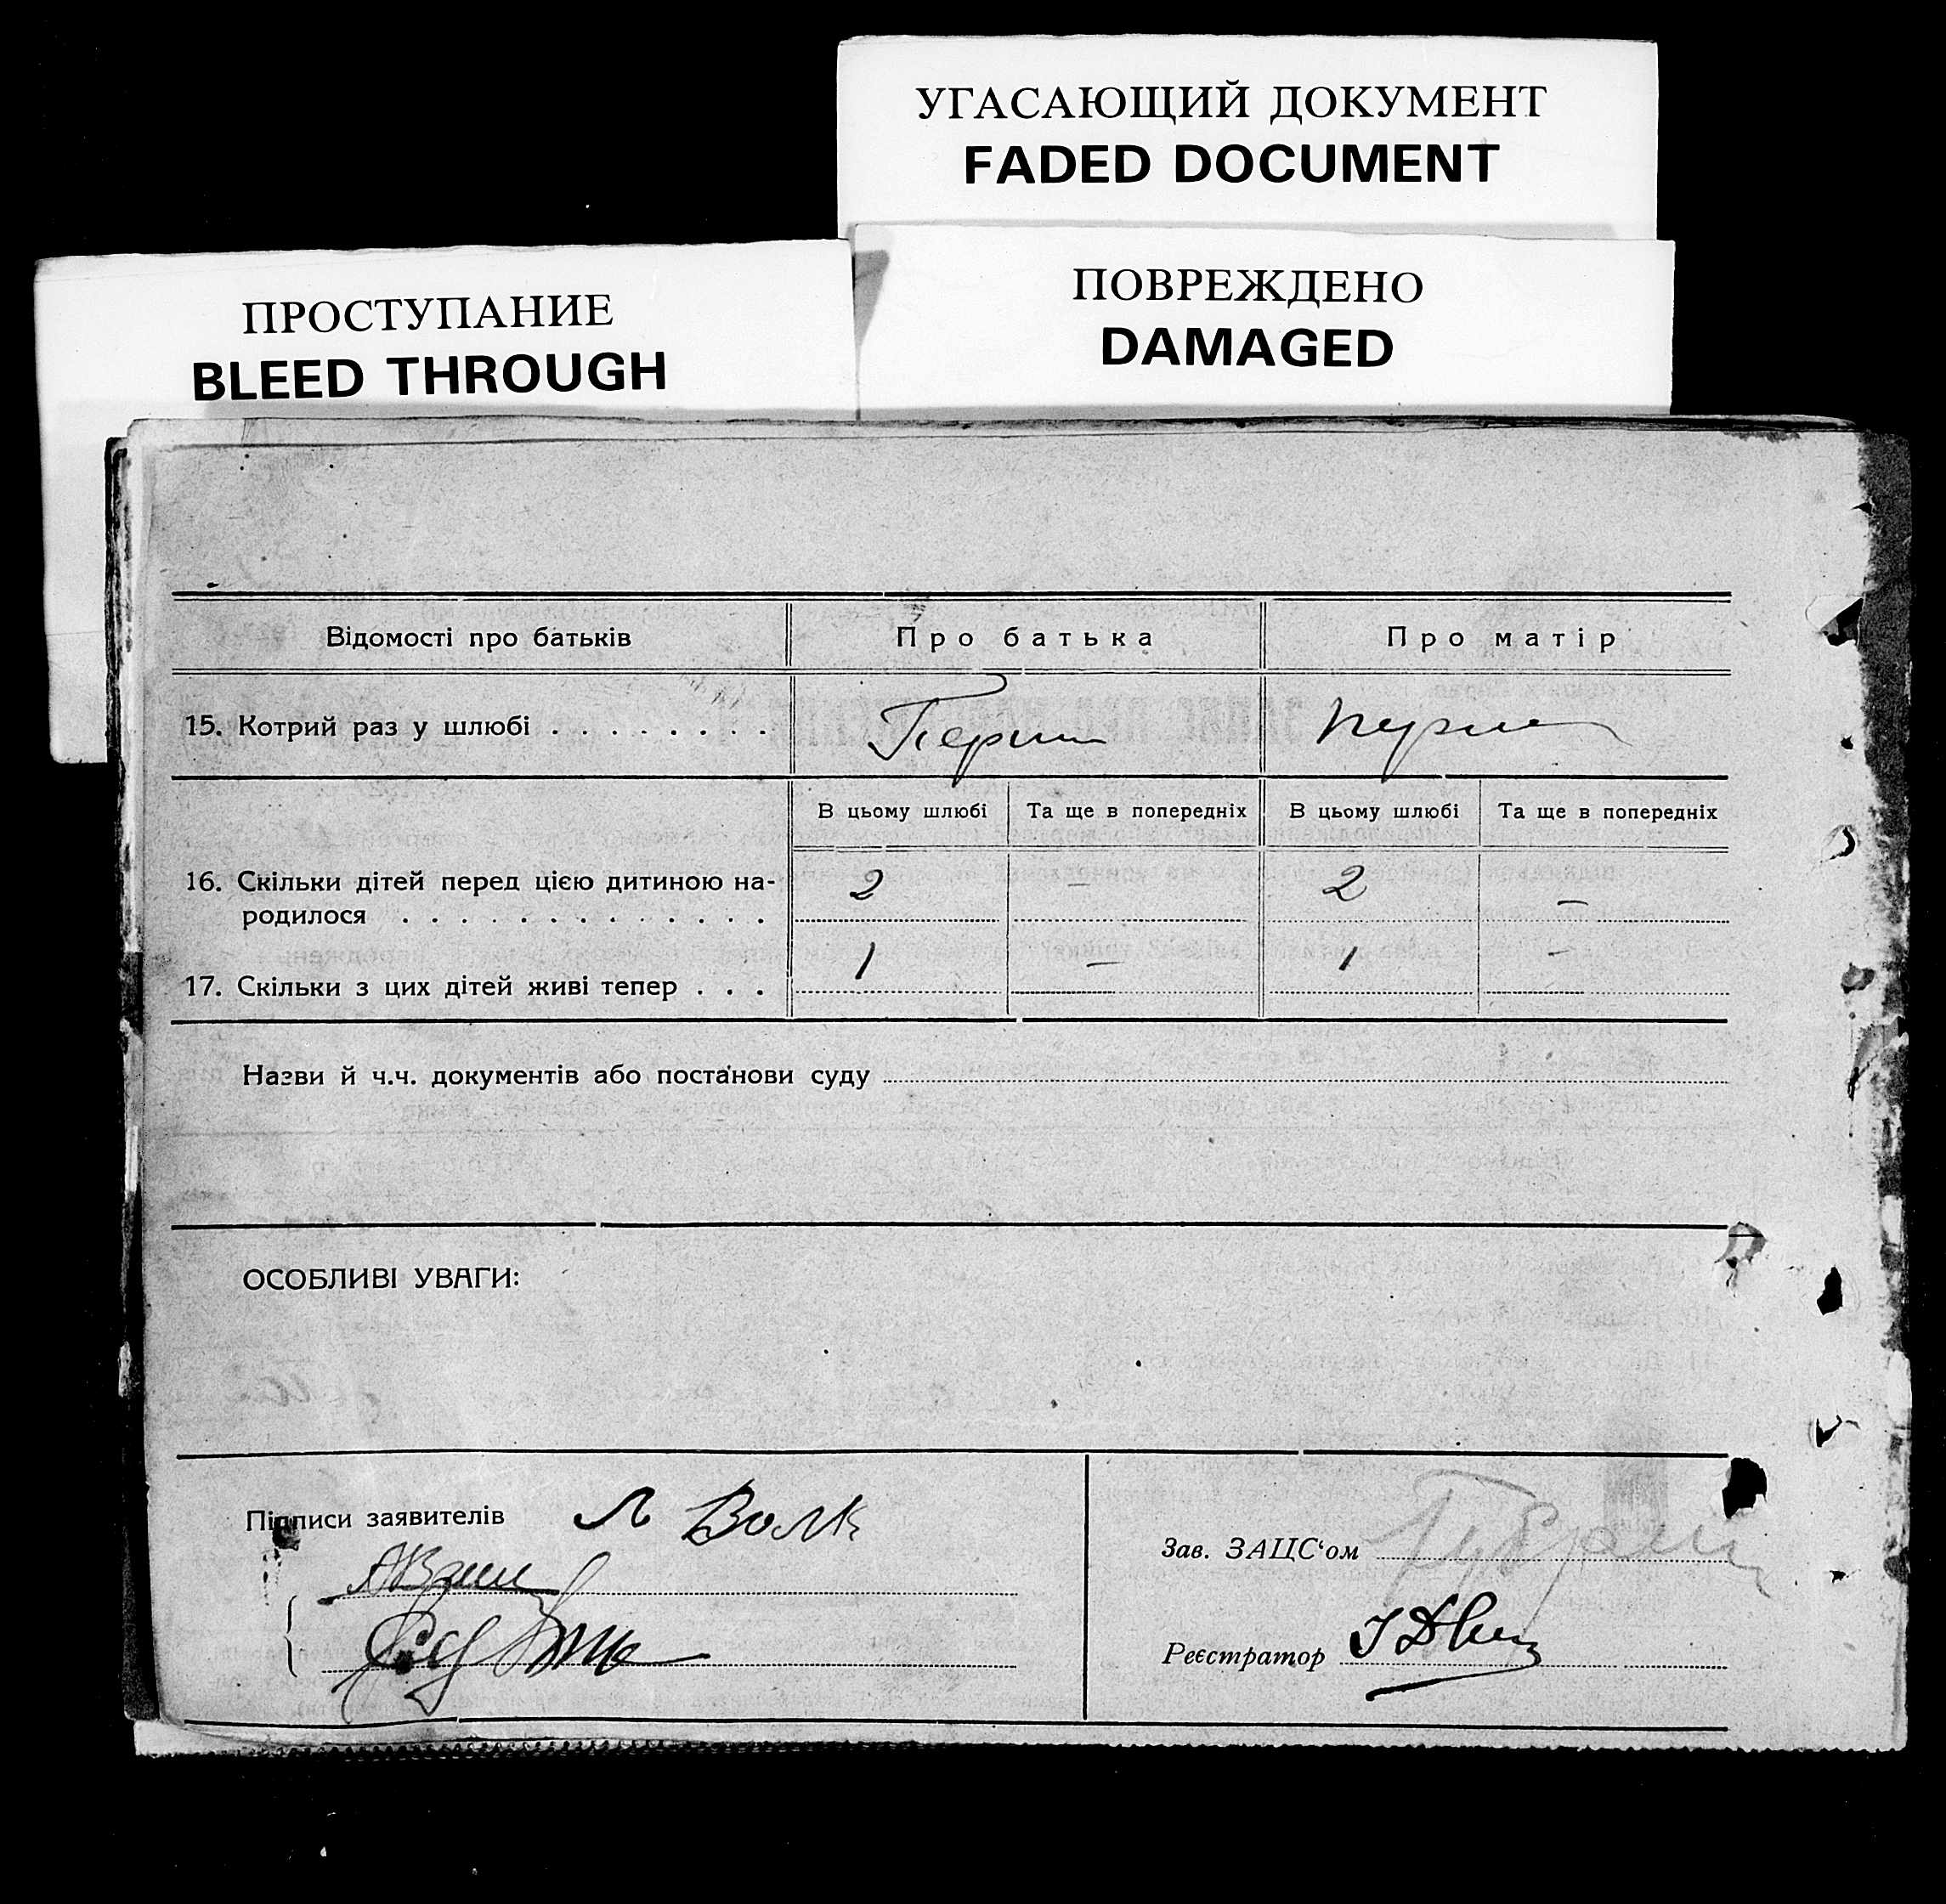 УГАСАЮЩИЙ ДОКУМЕНТ
FADED DOCUMENT
ПРОСТУПАНИЕ
BLEED THROUGH
ПОВРЕЖДЕНО
DAMAGED
Відомості про батьків Про батька Про матір
15. Котрий раз у шлюбі . . . . . . . .
В цьому шлюбі Та ще в попередніх В цьому шлюбі Та ще в попередніх
16. Скільки дітей перед цією дитиною на- 2 — 2 —
родилося . . . . . . . . . . . . .
17. Скільки з цих дітей живі тепер . . . 1 — 1 —
Назви й ч.ч. документів або постанови суду
ОСОБЛИВІ УВАГИ:
Підписи заявителів Л Волк
Зав. ЗАЦС‘ом
Реєстратор